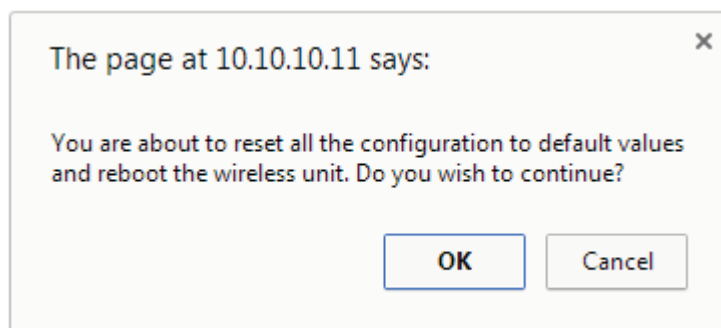 The page at 10.10.10.11 says:
You are about to reset all the configuration to default values
and reboot the wireless unit. Do you wish to continue?
OK
Cancel